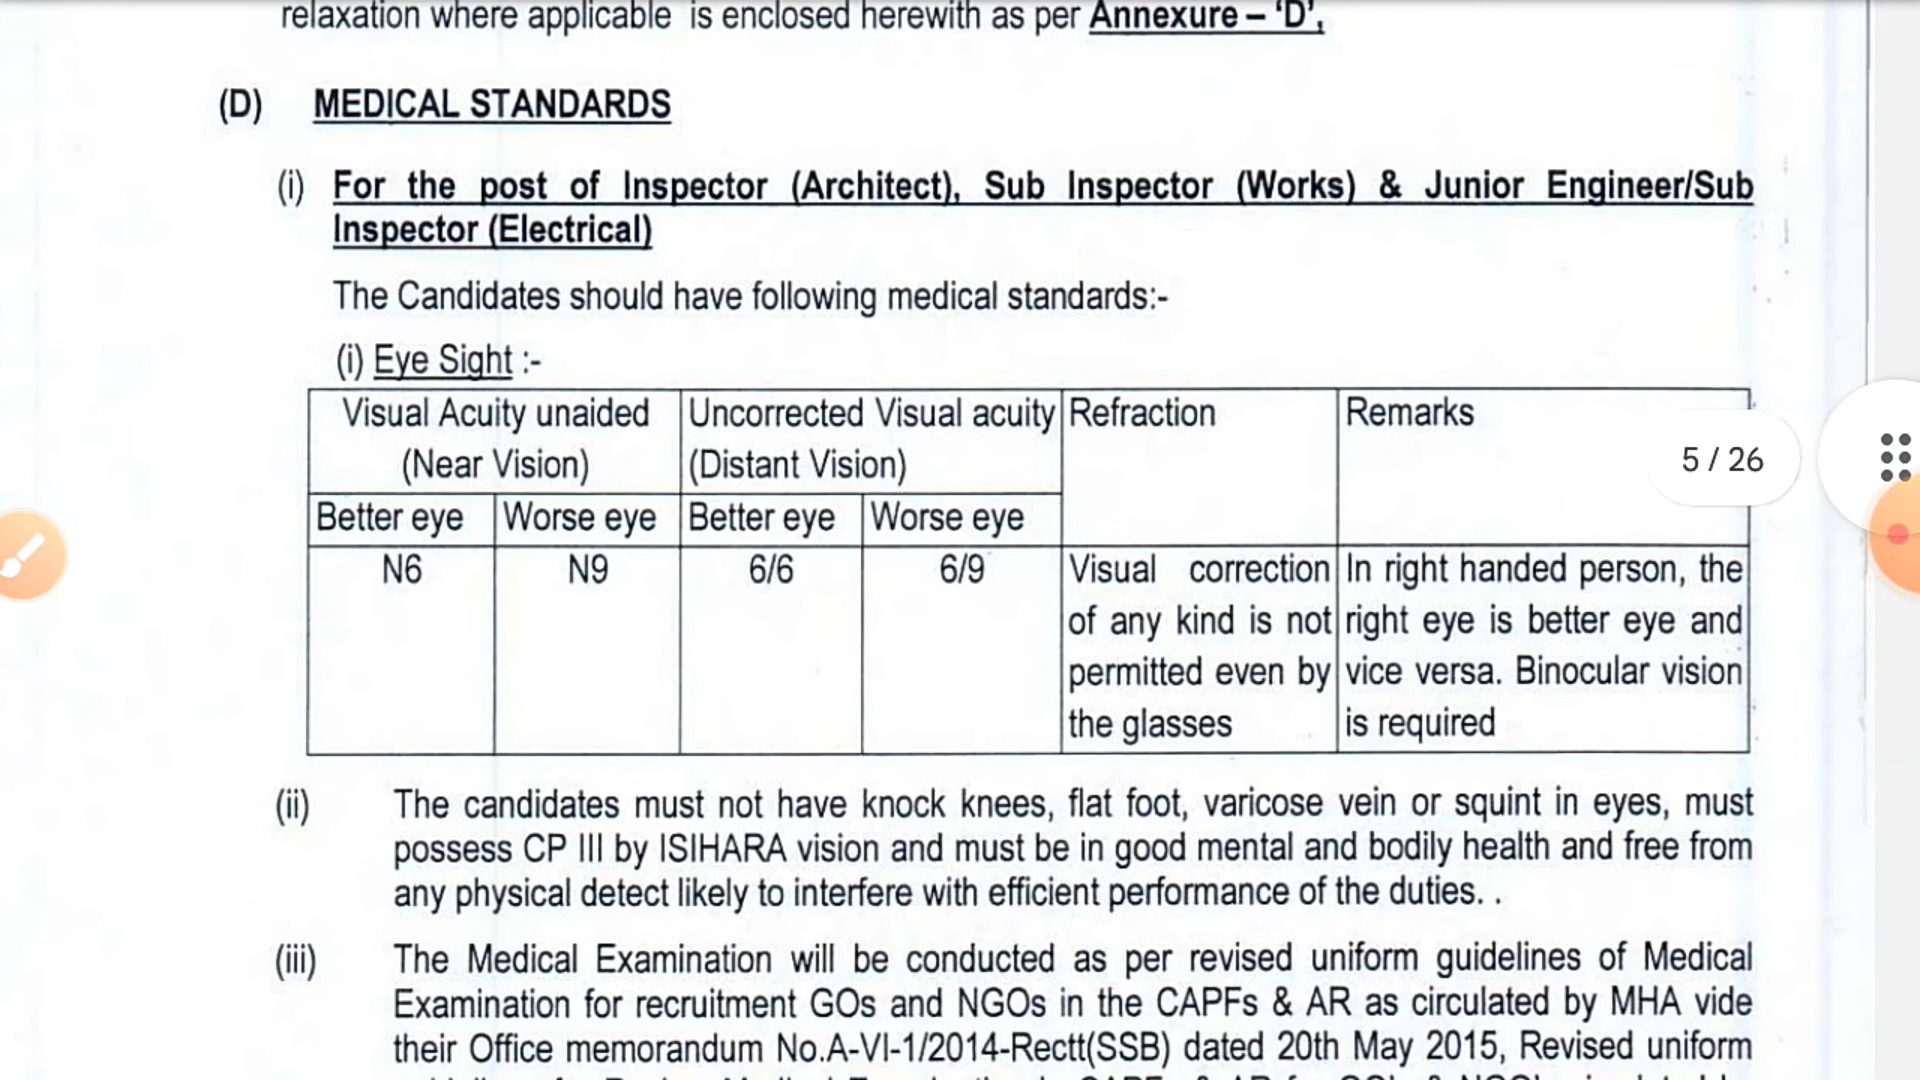 relaxation where applicable is enclosed herewith as per Annexure – 'D',
(D) MEDICAL STANDARDS
(i) For the post of Inspector (Architect), Sub Inspector (Works) & Junior Engineer/Sub
Inspector (Electrical)
The Candidates should have following medical standards:-
(i) Eye Sight :-
Visual Acuity unaided
(Near Vision)
Uncorrected Visual acuity
(Distant Vision)
Refraction
Remarks
Better eye
Worse eye
Better eye
Worse eye
N6
N9
6/6
6/9
Visual correction
of any kind is not
permitted even by
the glasses
In right handed person, the
right eye is better eye and
vice versa. Binocular vision
is required
5 / 26
(ii) The candidates must not have knock knees, flat foot, varicose vein or squint in eyes, must
possess CP III by ISIHARA vision and must be in good mental and bodily health and free from
any physical detect likely to interfere with efficient performance of the duties. .
(iii) The Medical Examination will be conducted as per revised uniform guidelines of Medical
Examination for recruitment GOs and NGOs in the CAPFs & AR as circulated by MHA vide
their Office memorandum No.A-VI-1/2014-Rectt(SSB) dated 20th May 2015, Revised uniform